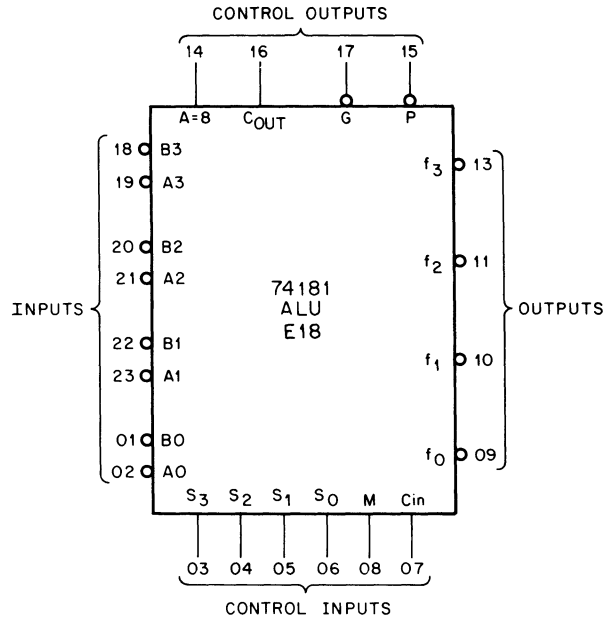 CONTROL OUTPUTS
14 16 17 15
A=8 COUT G P
18 B3
19 A3
20 B2
21 A2
22 B1
23 A1
01 B0
02 A0
INPUTS
74181
ALU
E18
f3 13
f2 11
f1 10
f0 09
OUTPUTS
S3 S2 S1 S0 M Cin
03 04 05 06 08 07
CONTROL INPUTS